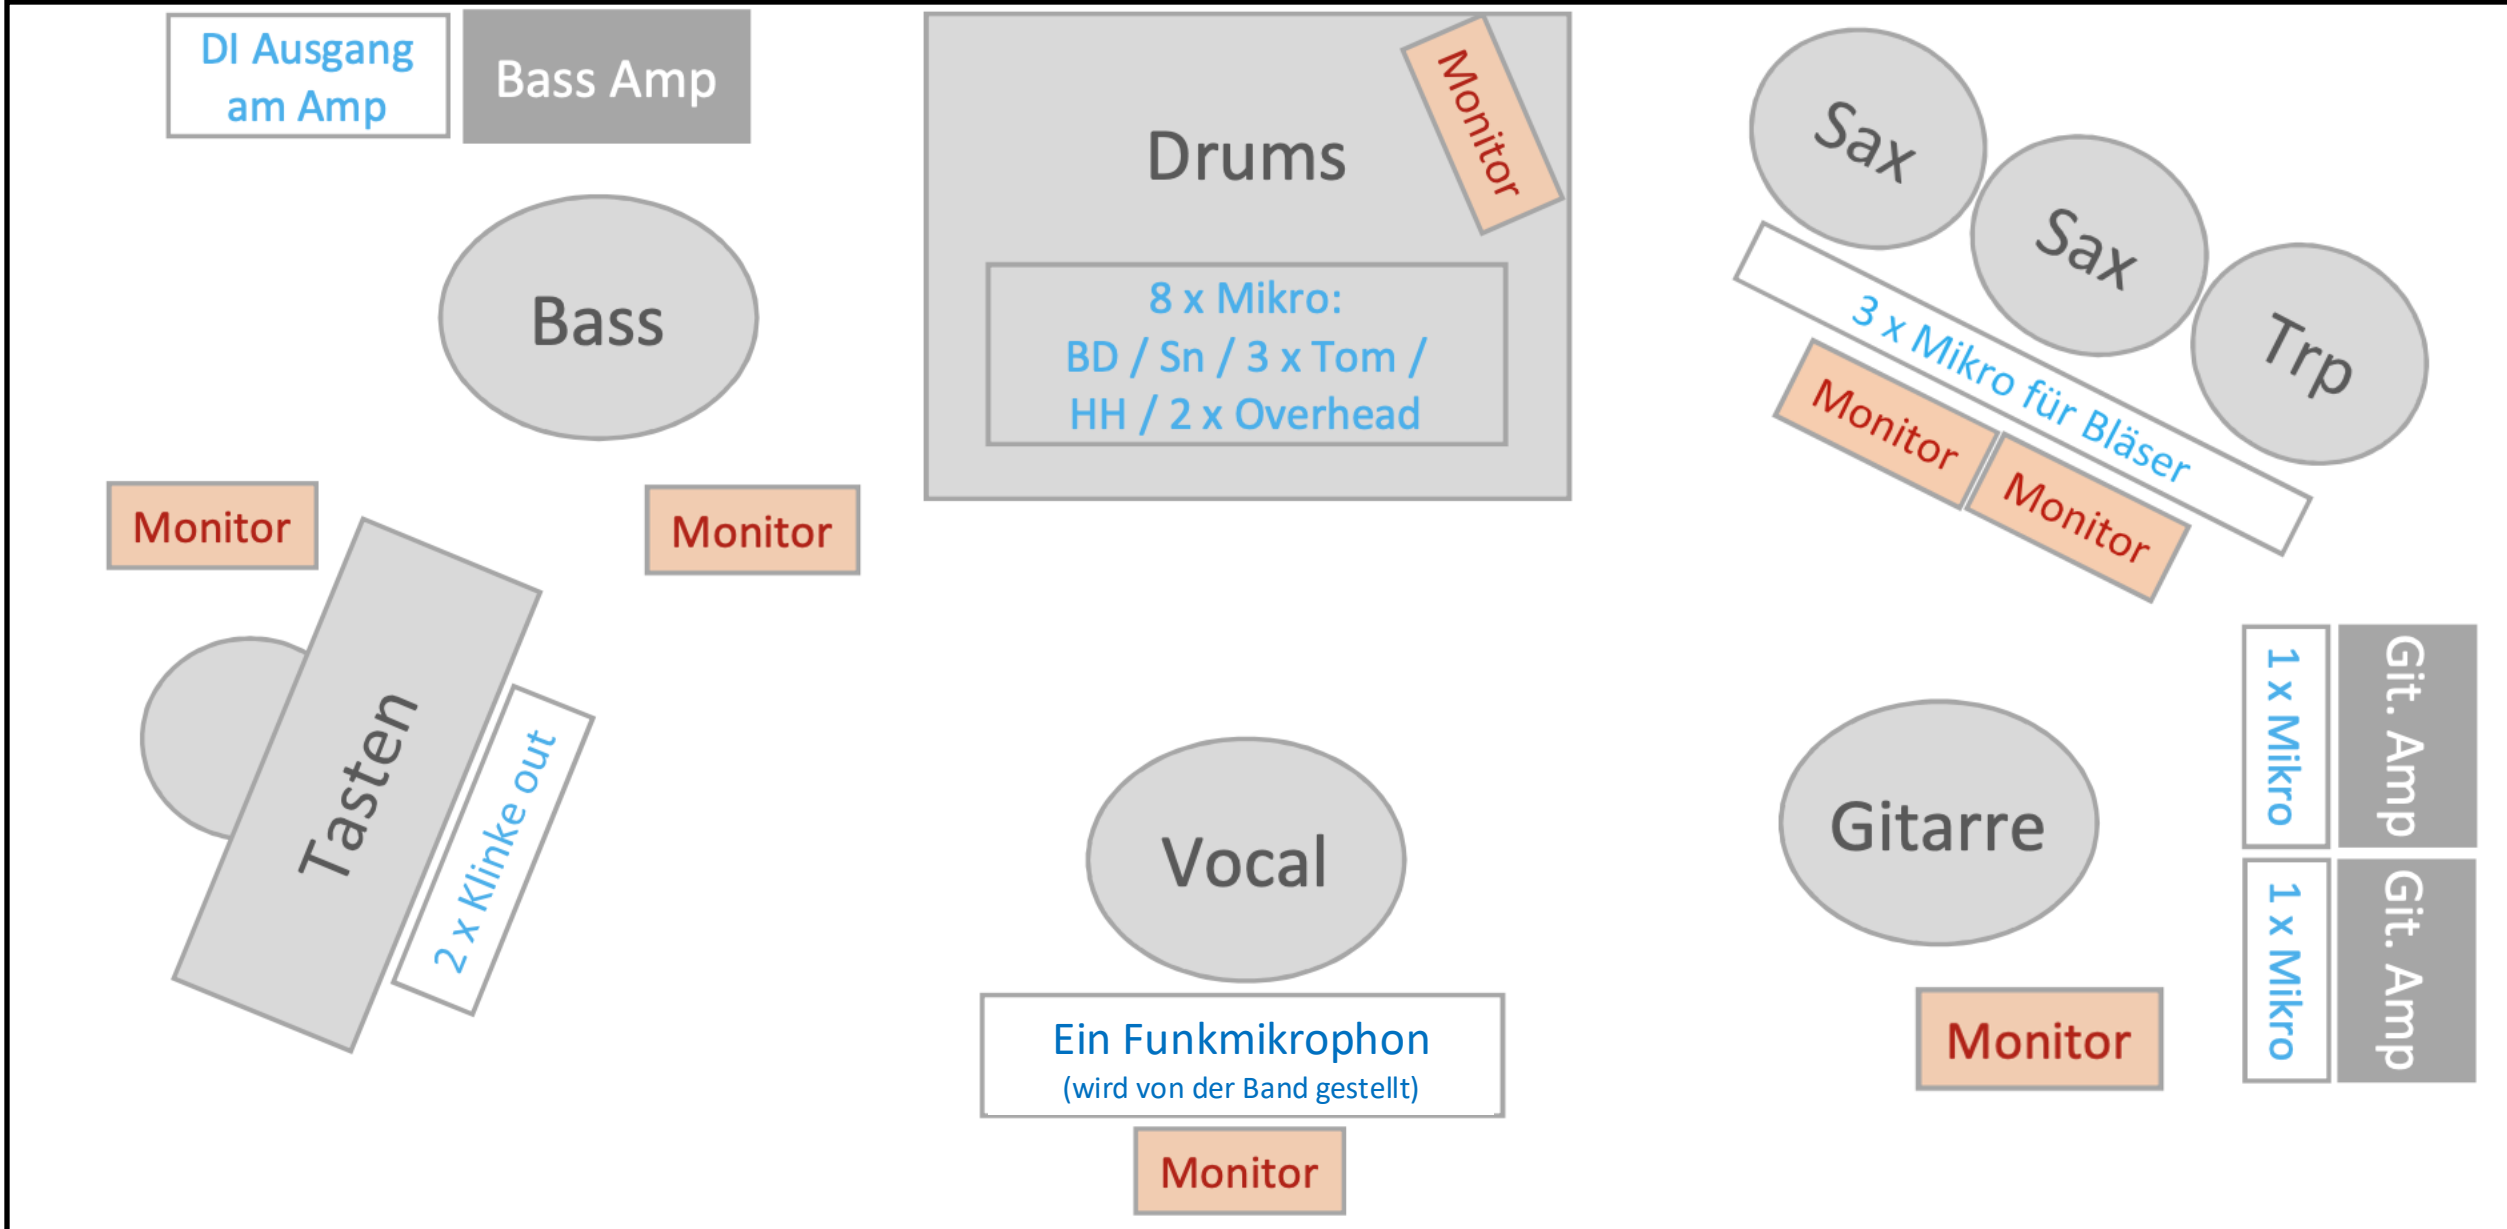 DI Ausgang
am Amp
Bass Amp
Drums
Monitor
8 x Mikro:
BD / Sn / 3 x Tom /
HH / 2 x Overhead
Sax
Sax
Trp
3 x Mikro für Bläser
Monitor
Monitor
Bass
Monitor
Monitor
Tasten
2 x Klinke out
Vocal
Ein Funkmikrophon
(wird von der Band gestellt)
Monitor
Gitarre
Monitor
1 x Mikro
Git. Amp
1 x Mikro
Git. Amp